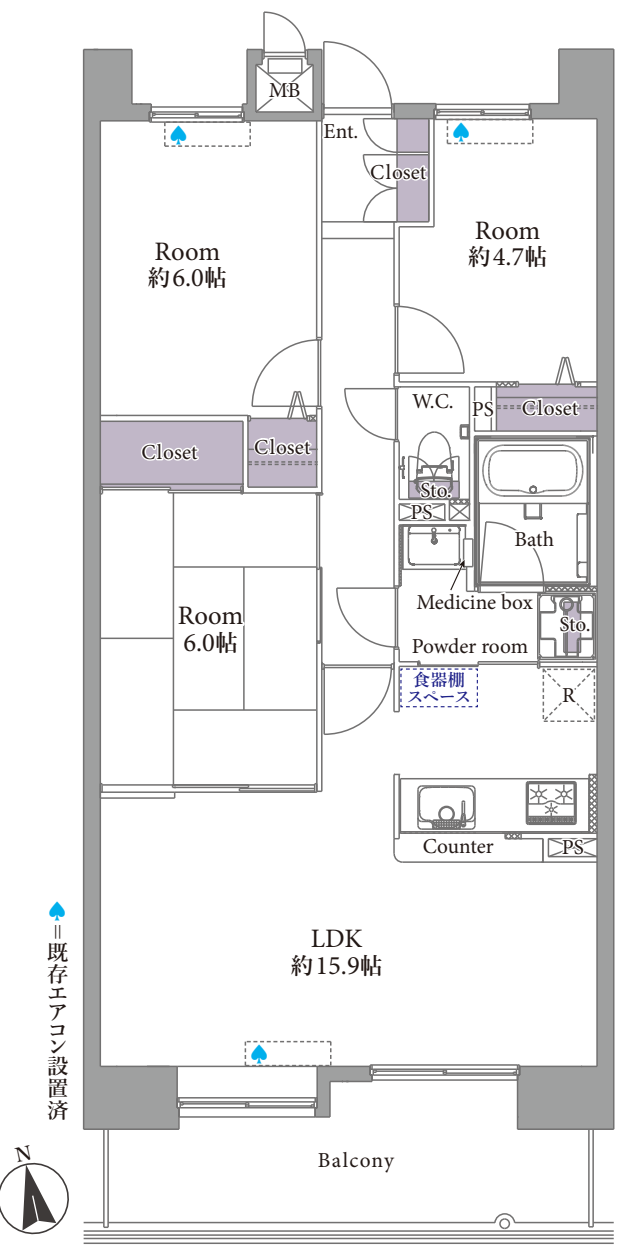 MB
Ent.
Closet
Room
約6.0帖
Room
約4.7帖
W.C.
PS
Closet
Closet
Closet
Sto.
PS
Bath
Medicine box
Room
6.0帖
Sto.
Powder room
食器棚
スペース
R
Counter
PS
LDK
約15.9帖
♠=既存エアコン設置済
Balcony
N